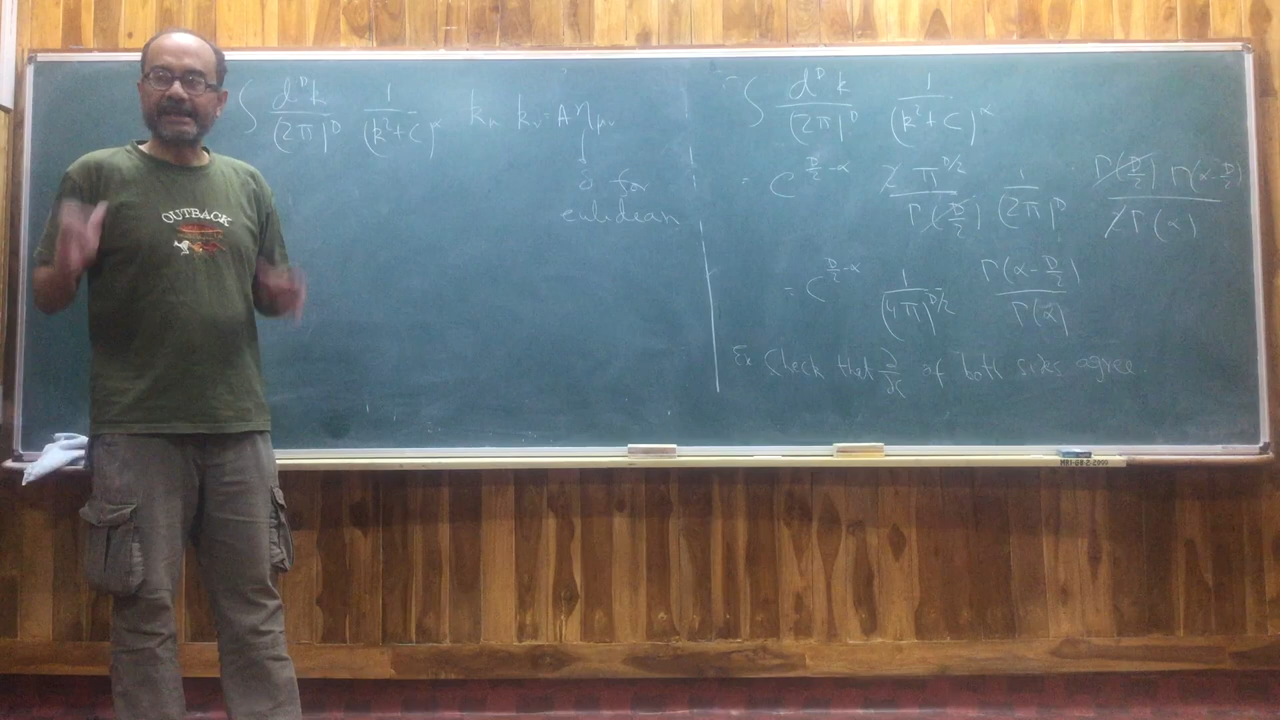 ∫ d^D k / (2π)^D 1 / (k² + C)^α k_μ k_ν = A η_μν
δ for
euclidean
∫ d^D k / (2π)^D 1 / (k² + C)^α
= C^(D/2 - α) 2 π^(D/2) / Γ(D/2) 1 / (2π)^D Γ(D/2) Γ(α - D/2) / 2 Γ(α)
= C^(D/2 - α) 1 / (4π)^(D/2) Γ(α - D/2) / Γ(α)
Ex Check that ∂/∂C of both sides agree.
OUTBACK